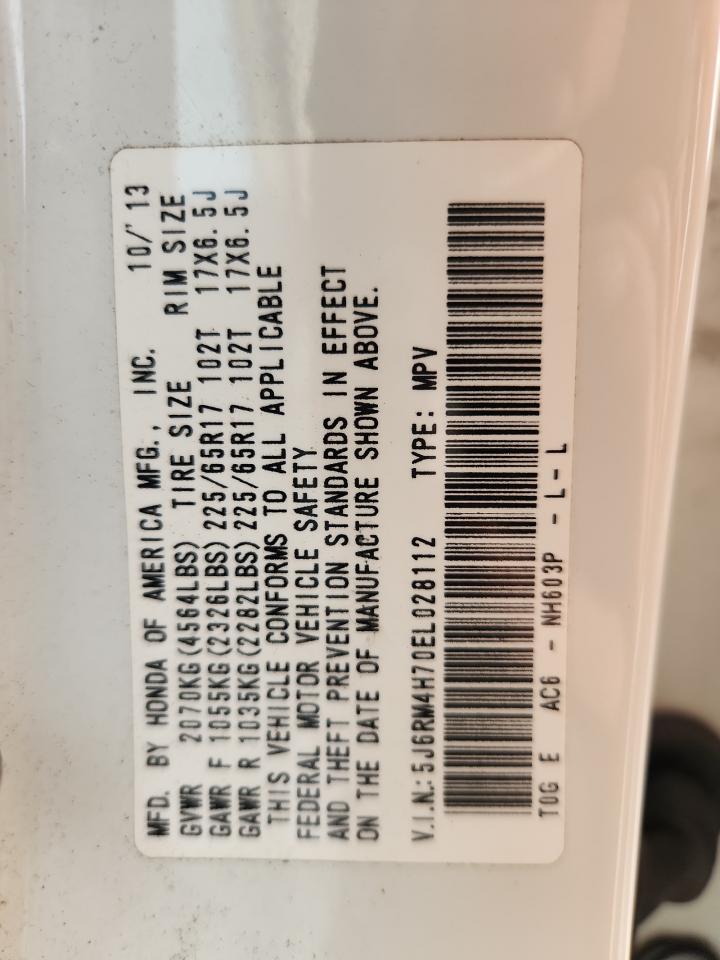 MFD. BY HONDA OF AMERICA MFG., INC. 10/'13
GVWR 2070KG(4564LBS) TIRE SIZE RIM SIZE
GAWR F 1055KG(2326LBS) 225/65R17 102T 17X6.5J
GAWR R 1035KG(2282LBS) 225/65R17 102T 17X6.5J
THIS VEHICLE CONFORMS TO ALL APPLICABLE
FEDERAL MOTOR VEHICLE SAFETY
AND THEFT PREVENTION STANDARDS IN EFFECT
ON THE DATE OF MANUFACTURE SHOWN ABOVE.
V.I.N.: 5J6RM4H70EL028112 TYPE: MPV
T0G E AC6 - NH603P - L - L